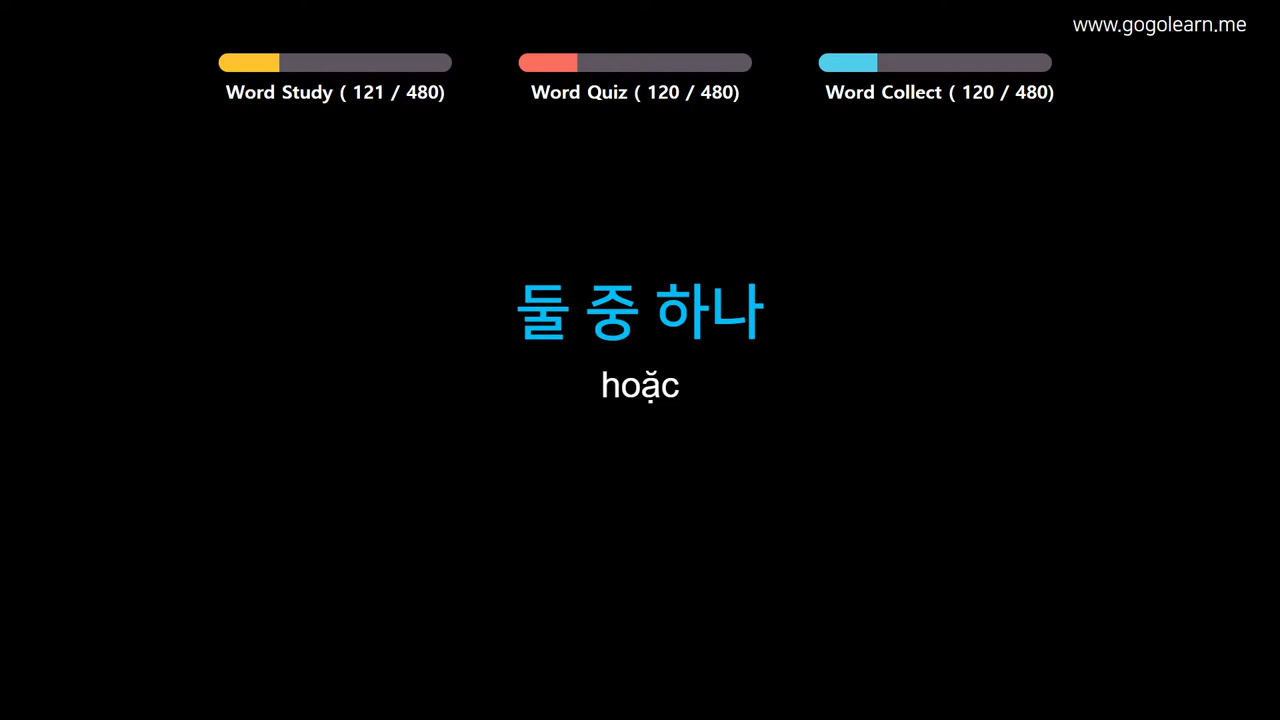 www.gogolearn.me
Word Study ( 121 / 480)
Word Quiz ( 120 / 480)
Word Collect ( 120 / 480)
둘 중 하나
hoặc